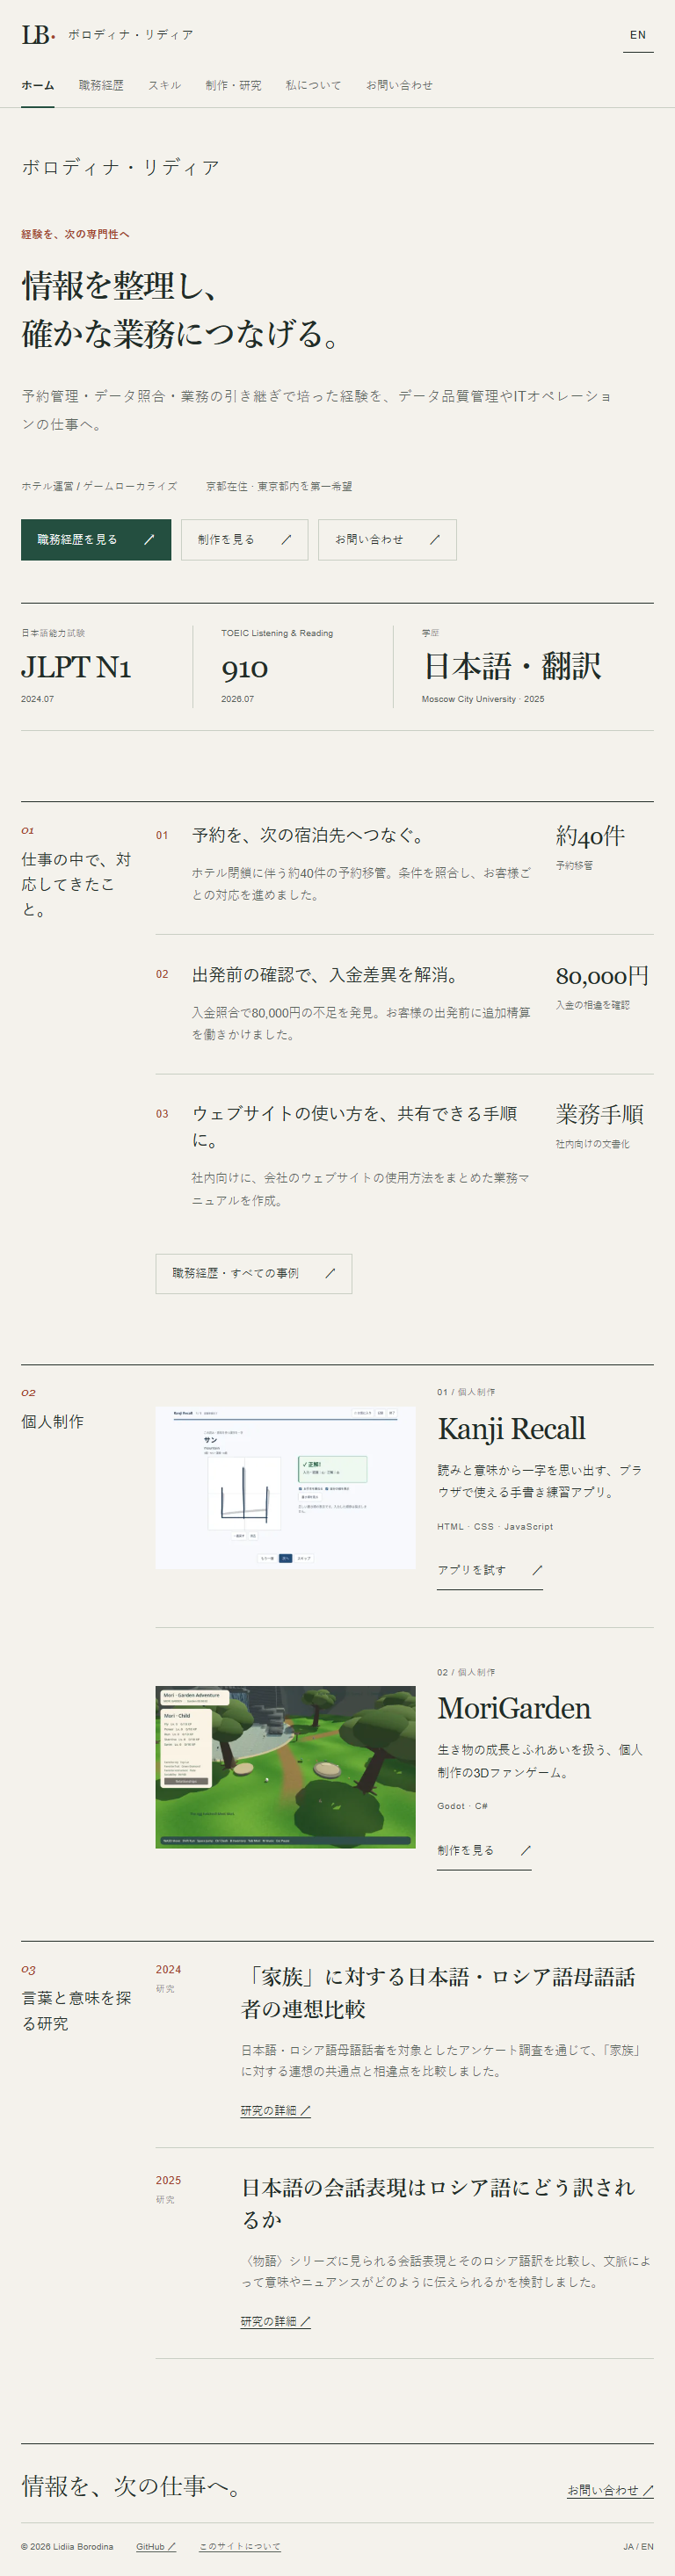 LB· ボロディナ・リディア
EN
ホーム 職務経歴 スキル 制作・研究 私について お問い合わせ
ボロディナ・リディア
経験を、次の専門性へ
情報を整理し、
確かな業務につなげる。
予約管理・データ照合・業務の引き継ぎで培った経験を、データ品質管理やITオペレーショ
ンの仕事へ。
ホテル運営 / ゲームローカライズ 京都在住・東京都内を第一希望
職務経歴を見る
制作を見る
お問い合わせ
日本語能力試験
JLPT N1
2024.07
TOEIC Listening & Reading
910
2026.07
学歴
日本語・翻訳
Moscow City University · 2025
01
仕事の中で、対
応してきたこ
と。
01
予約を、次の宿泊先へつなぐ。
ホテル閉鎖に伴う約40件の予約移管。条件を照合し、お客様ご
との対応を進めました。
約40件
予約移管
02
出発前の確認で、入金差異を解消。
入金照合で80,000円の不足を発見。お客様の出発前に追加精算
を働きかけました。
80,000円
入金の相違を確認
03
ウェブサイトの使い方を、共有できる手順
に。
社内向けに、会社のウェブサイトの使用方法をまとめた業務マ
ニュアルを作成。
業務手順
社内向けの文書化
職務経歴・すべての事例
02
個人制作
Kanji Recall
サン
mountain
✓ 正解!
次へ
01 / 個人制作
Kanji Recall
読みと意味から一字を思い出す、ブラ
ウザで使える手書き練習アプリ。
HTML · CSS · JavaScript
アプリを試す
Mori · Garden Adventure
Mori · Child
02 / 個人制作
MoriGarden
生き物の成長とふれあいを扱う、個人
制作の3Dファンゲーム。
Godot · C#
制作を見る
03
言葉と意味を探
る研究
2024
研究
「家族」に対する日本語・ロシア語母語話
者の連想比較
日本語・ロシア語母語話者を対象としたアンケート調査を通じて、「家族」
に対する連想の共通点と相違点を比較しました。
研究の詳細
2025
研究
日本語の会話表現はロシア語にどう訳され
るか
〈物語〉シリーズに見られる会話表現とそのロシア語訳を比較し、文脈によ
って意味やニュアンスがどのように伝えられるかを検討しました。
研究の詳細
情報を、次の仕事へ。
お問い合わせ
© 2026 Lidiia Borodina GitHub このサイトについて
JA / EN